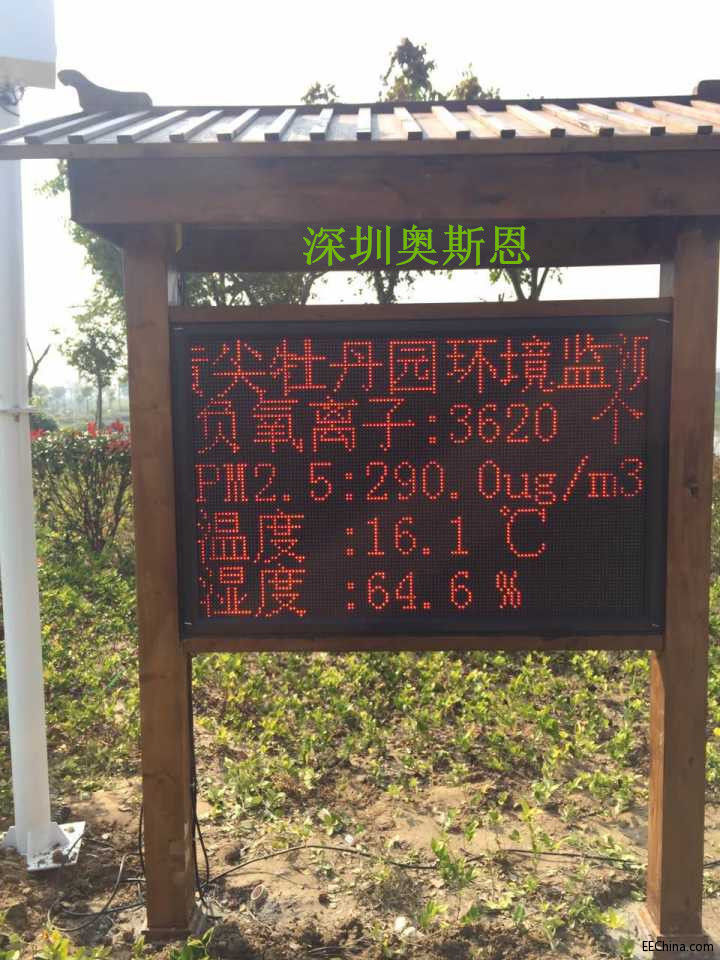 深圳奥斯恩
尖牡丹园环境监测
负氧离子:3620 个
PM2.5:290.0ug/m3
温度 :16.1 ℃
湿度 :64.6 %
EEChina.com